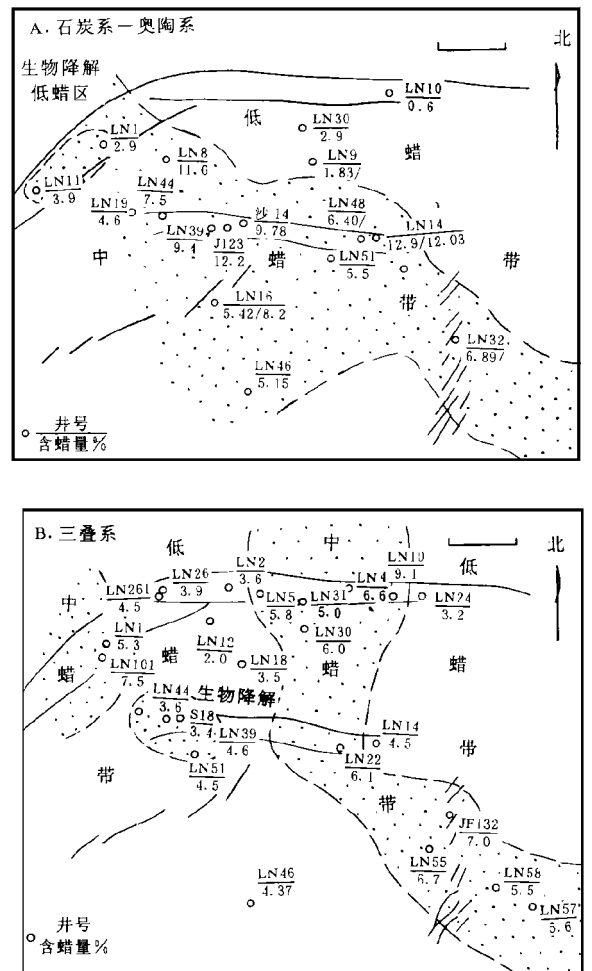 A. 石炭系－奥陶系
北
生物降解
低蜡区
LN10
0.6
低
LN30
2.9
蜡
LN1
2.9
LN8
LN9
1.83/
LN11
3.9
LN44
7.5
LN19
4.6
LN48
6.40/
沙14
9.78
LN14
12.9/12.03
LN39
J123
12.2
中
蜡
LN51
5.5
带
带
LN16
5.42/8.2
LN32
6.89/
LN46
5.15
井号
含蜡量%
B. 三叠系
低
中
北
LN2
3.6
LN10
9.1
低
LN26
3.9
LN261
4.5
LN4
6.6
中
LN5
5.8
LN31
5.0
LN24
3.2
LN1
5.3
LN12
2.0
LN30
6.0
蜡
蜡
LN101
7.5
LN18
3.5
蜡
蜡
LN44
3.6
生物降解
S18
3.4
LN39
4.6
LN14
4.5
带
LN51
4.5
LN22
6.1
带
带
JF132
7.0
LN55
6.7
LN46
4.37
LN58
5.5
LN57
5.6
井号
含蜡量%